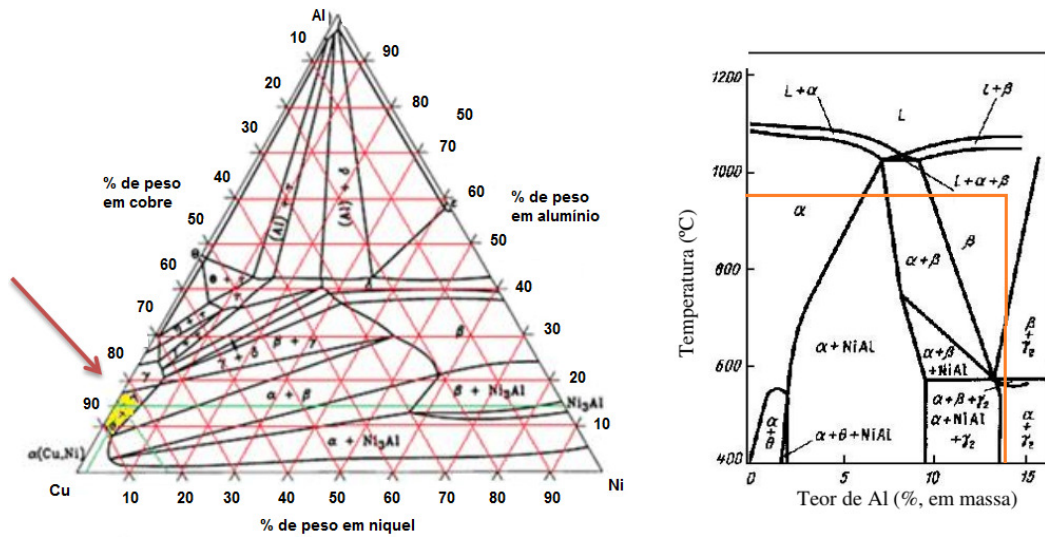 Al
10
20
30
40
50
60
70
80
90
% de peso
em cobre
90
80
50
70
60
50
40
30
20
10
% de peso
em alumínio
(Al) + δ
β
β + γ
α + β
β + Ni₃Al
Ni₃Al
α + Ni₃Al
γ
α(Cu,Ni)
Cu
Ni
10
20
30
40
50
60
70
80
90
% de peso em niquel
1200
1000
800
600
400
Temperatura (ºC)
L + α
L
L + β
L + α + β
α
β
α + β
α + NiAl
α + β
+ NiAl
β
+
γ₂
α + β + γ₂
α + NiAl
+ γ₂
α
+
γ₂
α
+
θ
α + θ + NiAl
0
5
10
15
Teor de Al (%, em massa)